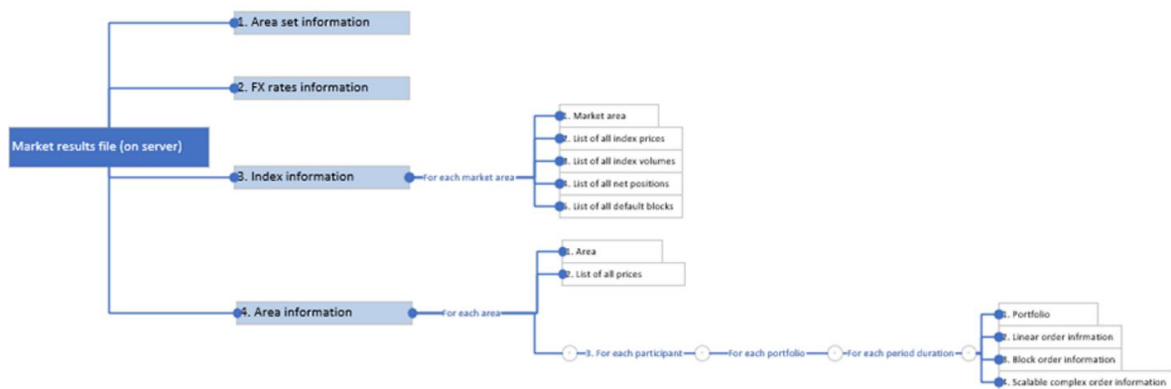 1. Area set information
2. FX rates information
Market results file (on server)
3. Index information
For each market area
1. Market area
2. List of all index prices
3. List of all index volumes
4. List of all net positions
5. List of all default blocks
4. Area information
For each area
1. Area
2. List of all prices
3. For each participant
For each portfolio
For each period duration
1. Portfolio
2. Linear order infrmation
3. Block order information
4. Scalable complex order information